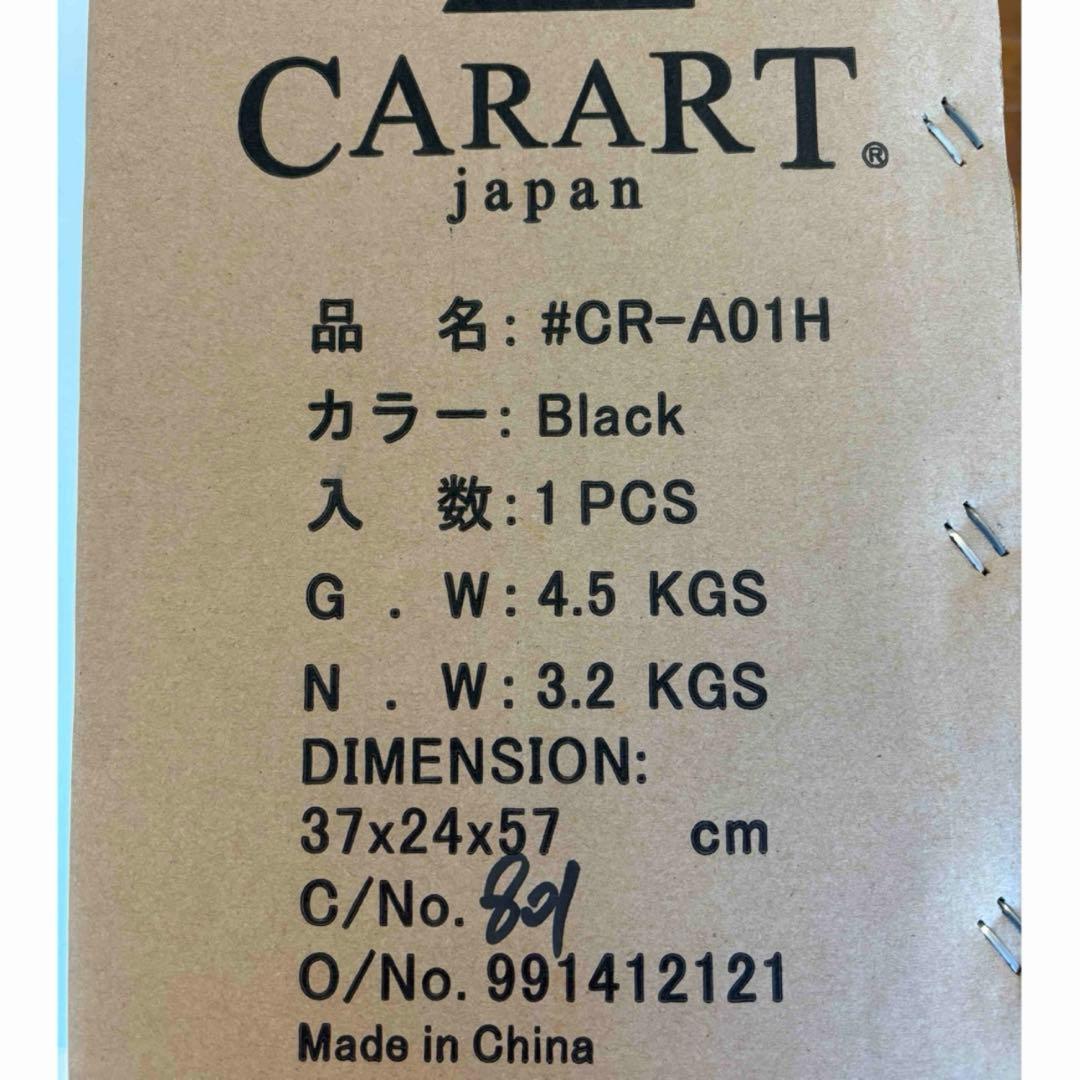 CARART®
japan
品 名: #CR-A01H
カラー: Black
入 数: 1 PCS
G . W: 4.5 KGS
N . W: 3.2 KGS
DIMENSION:
37x24x57 cm
C/No. 801
O/No. 991412121
Made in China